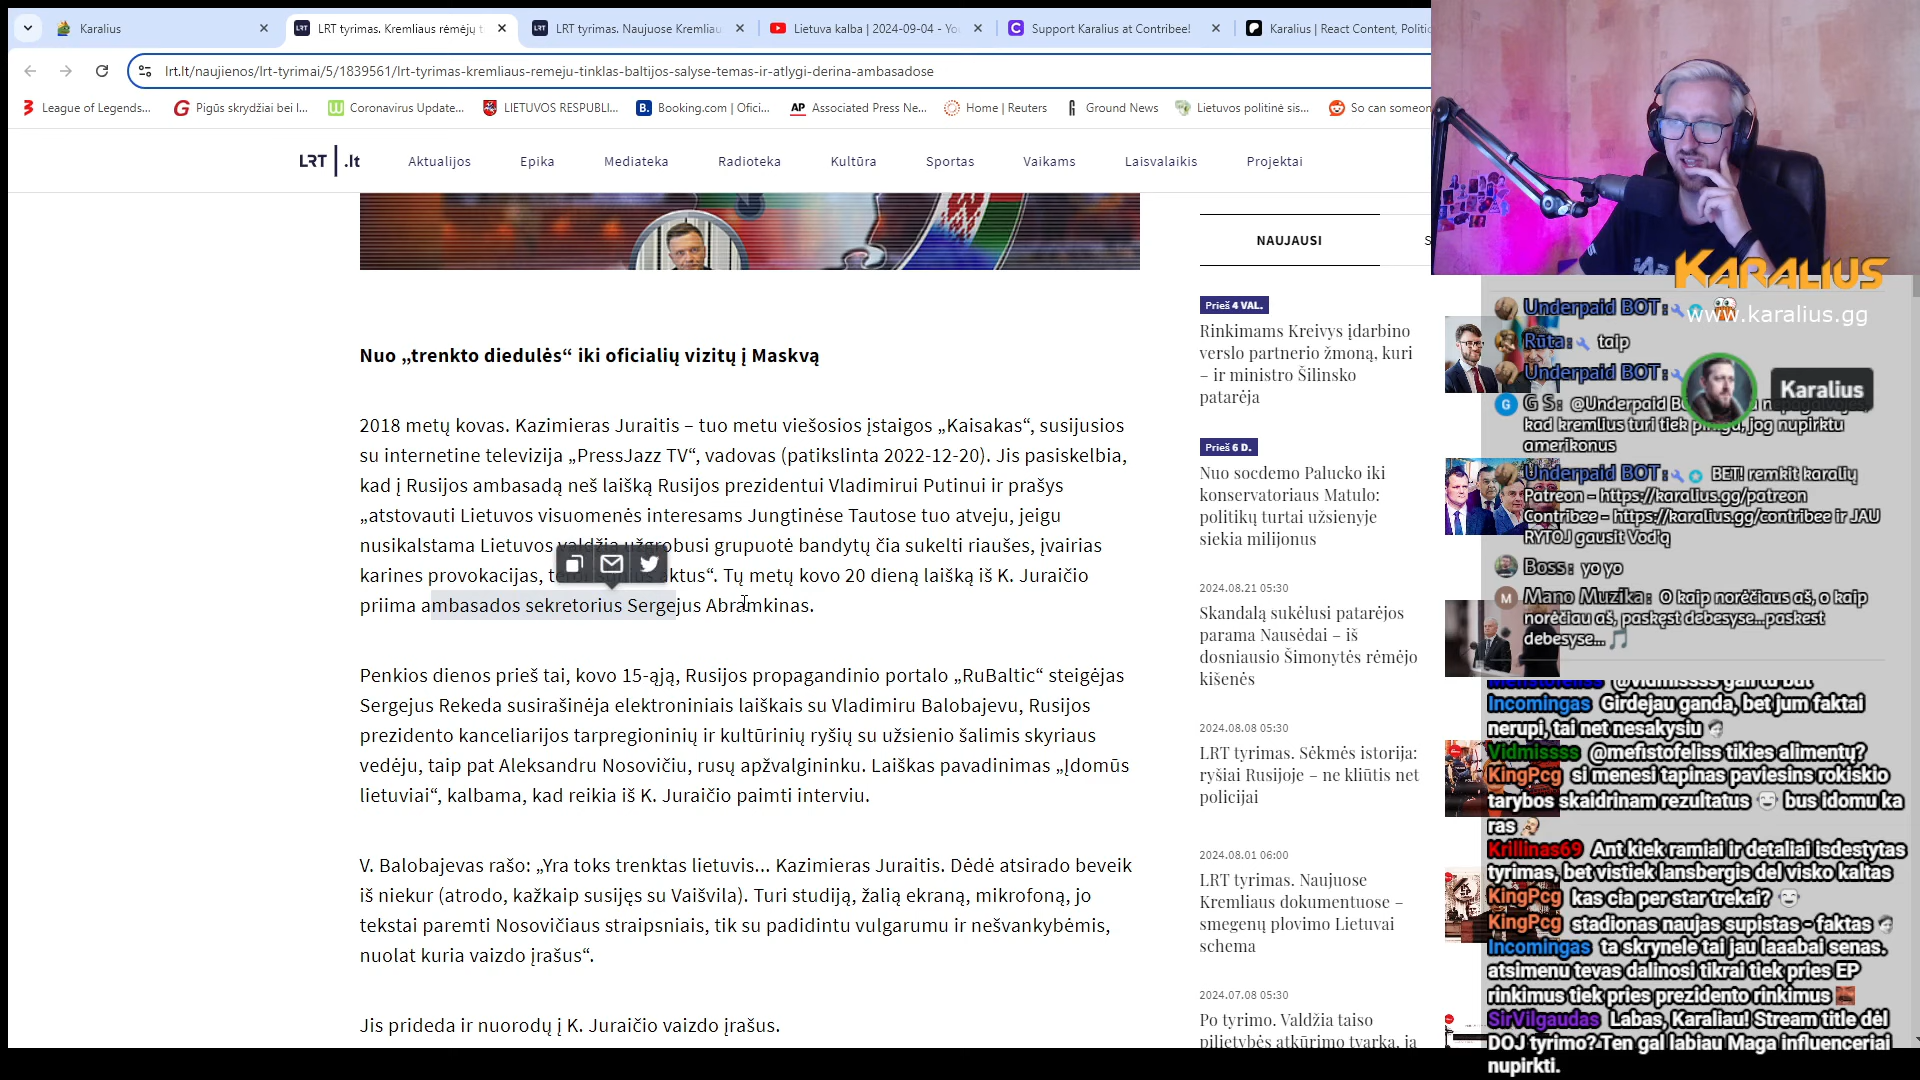 Karalius
LRT tyrimas. Kremliaus rėmėjų t
LRT tyrimas. Naujuose Kremliau
Lietuva kalba | 2024-09-04 - Yo
Support Karalius at Contribee!
Karalius | React Content, Politic
lrt.lt/naujienos/lrt-tyrimai/5/1839561/lrt-tyrimas-kremliaus-remeju-tinklas-baltijos-salyse-temas-ir-atlygi-derina-ambasadose
League of Legends...
Pigūs skrydžiai bei l...
Coronavirus Update...
LIETUVOS RESPUBLI...
Booking.com | Ofici...
AP Associated Press Ne...
Home | Reuters
Ground News
Lietuvos politinė sis...
So can someon
LRT .lt
Aktualijos
Epika
Mediateka
Radioteka
Kultūra
Sportas
Vaikams
Laisvalaikis
Projektai
Nuo „trenkto diedulės“ iki oficialių vizitų į Maskvą
2018 metų kovas. Kazimieras Juraitis – tuo metu viešosios įstaigos „Kaisakas“, susijusios
su internetine televizija „PressJazz TV“, vadovas (patikslinta 2022-12-20). Jis pasiskelbia,
kad į Rusijos ambasadą neš laišką Rusijos prezidentui Vladimirui Putinui ir prašys
„atstovauti Lietuvos visuomenės interesams Jungtinėse Tautose tuo atveju, jeigu
nusikalstama Lietuvos valdžią užgrobusi grupuotė bandytų čia sukelti riaušes, įvairias
karines provokacijas, aktus“. Tų metų kovo 20 dieną laišką iš K. Juraičio
priima ambasados sekretorius Sergejus Abramkinas.
Penkios dienos prieš tai, kovo 15-ąją, Rusijos propagandinio portalo „RuBaltic“ steigėjas
Sergejus Rekeda susirašinėja elektroniniais laiškais su Vladimiru Balobajevu, Rusijos
prezidento kanceliarijos tarpregioninių ir kultūrinių ryšių su užsienio šalimis skyriaus
vedėju, taip pat Aleksandru Nosovičiu, rusų apžvalgininku. Laiškas pavadinimas „Įdomūs
lietuviai“, kalbama, kad reikia iš K. Juraičio paimti interviu.
V. Balobajevas rašo: „Yra toks trenktas lietuvis... Kazimieras Juraitis. Dėdė atsirado beveik
iš niekur (atrodo, kažkaip susijęs su Vaišvila). Turi studiją, žalią ekraną, mikrofoną, jo
tekstai paremti Nosovičiaus straipsniais, tik su padidintu vulgarumu ir nešvankybėmis,
nuolat kuria vaizdo įrašus“.
Jis prideda ir nuorodų į K. Juraičio vaizdo įrašus.
NAUJAUSI
S
Prieš 4 VAL.
Rinkimams Kreivys įdarbino
verslo partnerio žmoną, kuri
– ir ministro Šilinsko
patarėja
Prieš 6 D.
Nuo socdemo Palucko iki
konservatoriaus Matulo:
politikų turtai užsienyje
siekia milijonus
2024.08.21 05:30
Skandalą sukėlusi patarėjos
parama Nausėdai – iš
dosniausio Šimonytės rėmėjo
kišenės
2024.08.08 05:30
LRT tyrimas. Sėkmės istorija:
ryšiai Rusijoje – ne kliūtis net
policijai
2024.08.01 06:00
LRT tyrimas. Naujuose
Kremliaus dokumentuose –
smegenų plovimo Lietuvai
schema
2024.07.08 05:30
Po tyrimo. Valdžia taiso
pilietybės atkūrimo tvarką, ją
KARALIUS
www.karalius.gg
Underpaid BOT:
Rūta: taip
Underpaid BOT:
Karalius
G S: @Underpaid
kad kremlius turi tiek pinigų, jog nupirktu
amerikonus
Underpaid BOT: BET! remkit karalių
Patreon - https://karalius.gg/patreon
Contribee - https://karalius.gg/contribee ir JAU
RYTOJ gausit Vod'ą
Boss: yo yo
Mano Muzika: O kaip norėčiaus aš, o kaip
norėčiau aš, paskęst debesyse...paskest
debesyse...
Incomingas Girdejau ganda, bet jum faktai
nerupi, tai net nesakysiu
Vidmissss @mefistofeliss tikies alimentų?
KingPcg si menesi tapinas paviesins rokiskio
tarybos skaidrinam rezultatus bus idomu ka
ras
Krillinas69 Ant kiek ramiai ir detaliai isdestytas
tyrimas, bet vistiek lansbergis del visko kaltas
KingPcg kas cia per star trekai?
KingPcg stadionas naujas supistas - faktas
Incomingas ta skrynele tai jau laaabai senas.
atsimenu tevas dalinosi tikrai tiek pries EP
rinkimus tiek pries prezidento rinkimus
SirVilgaudas Labas, Karaliau! Stream title dėl
DOJ tyrimo? Ten gal labiau Maga influenceriai
nupirkti.